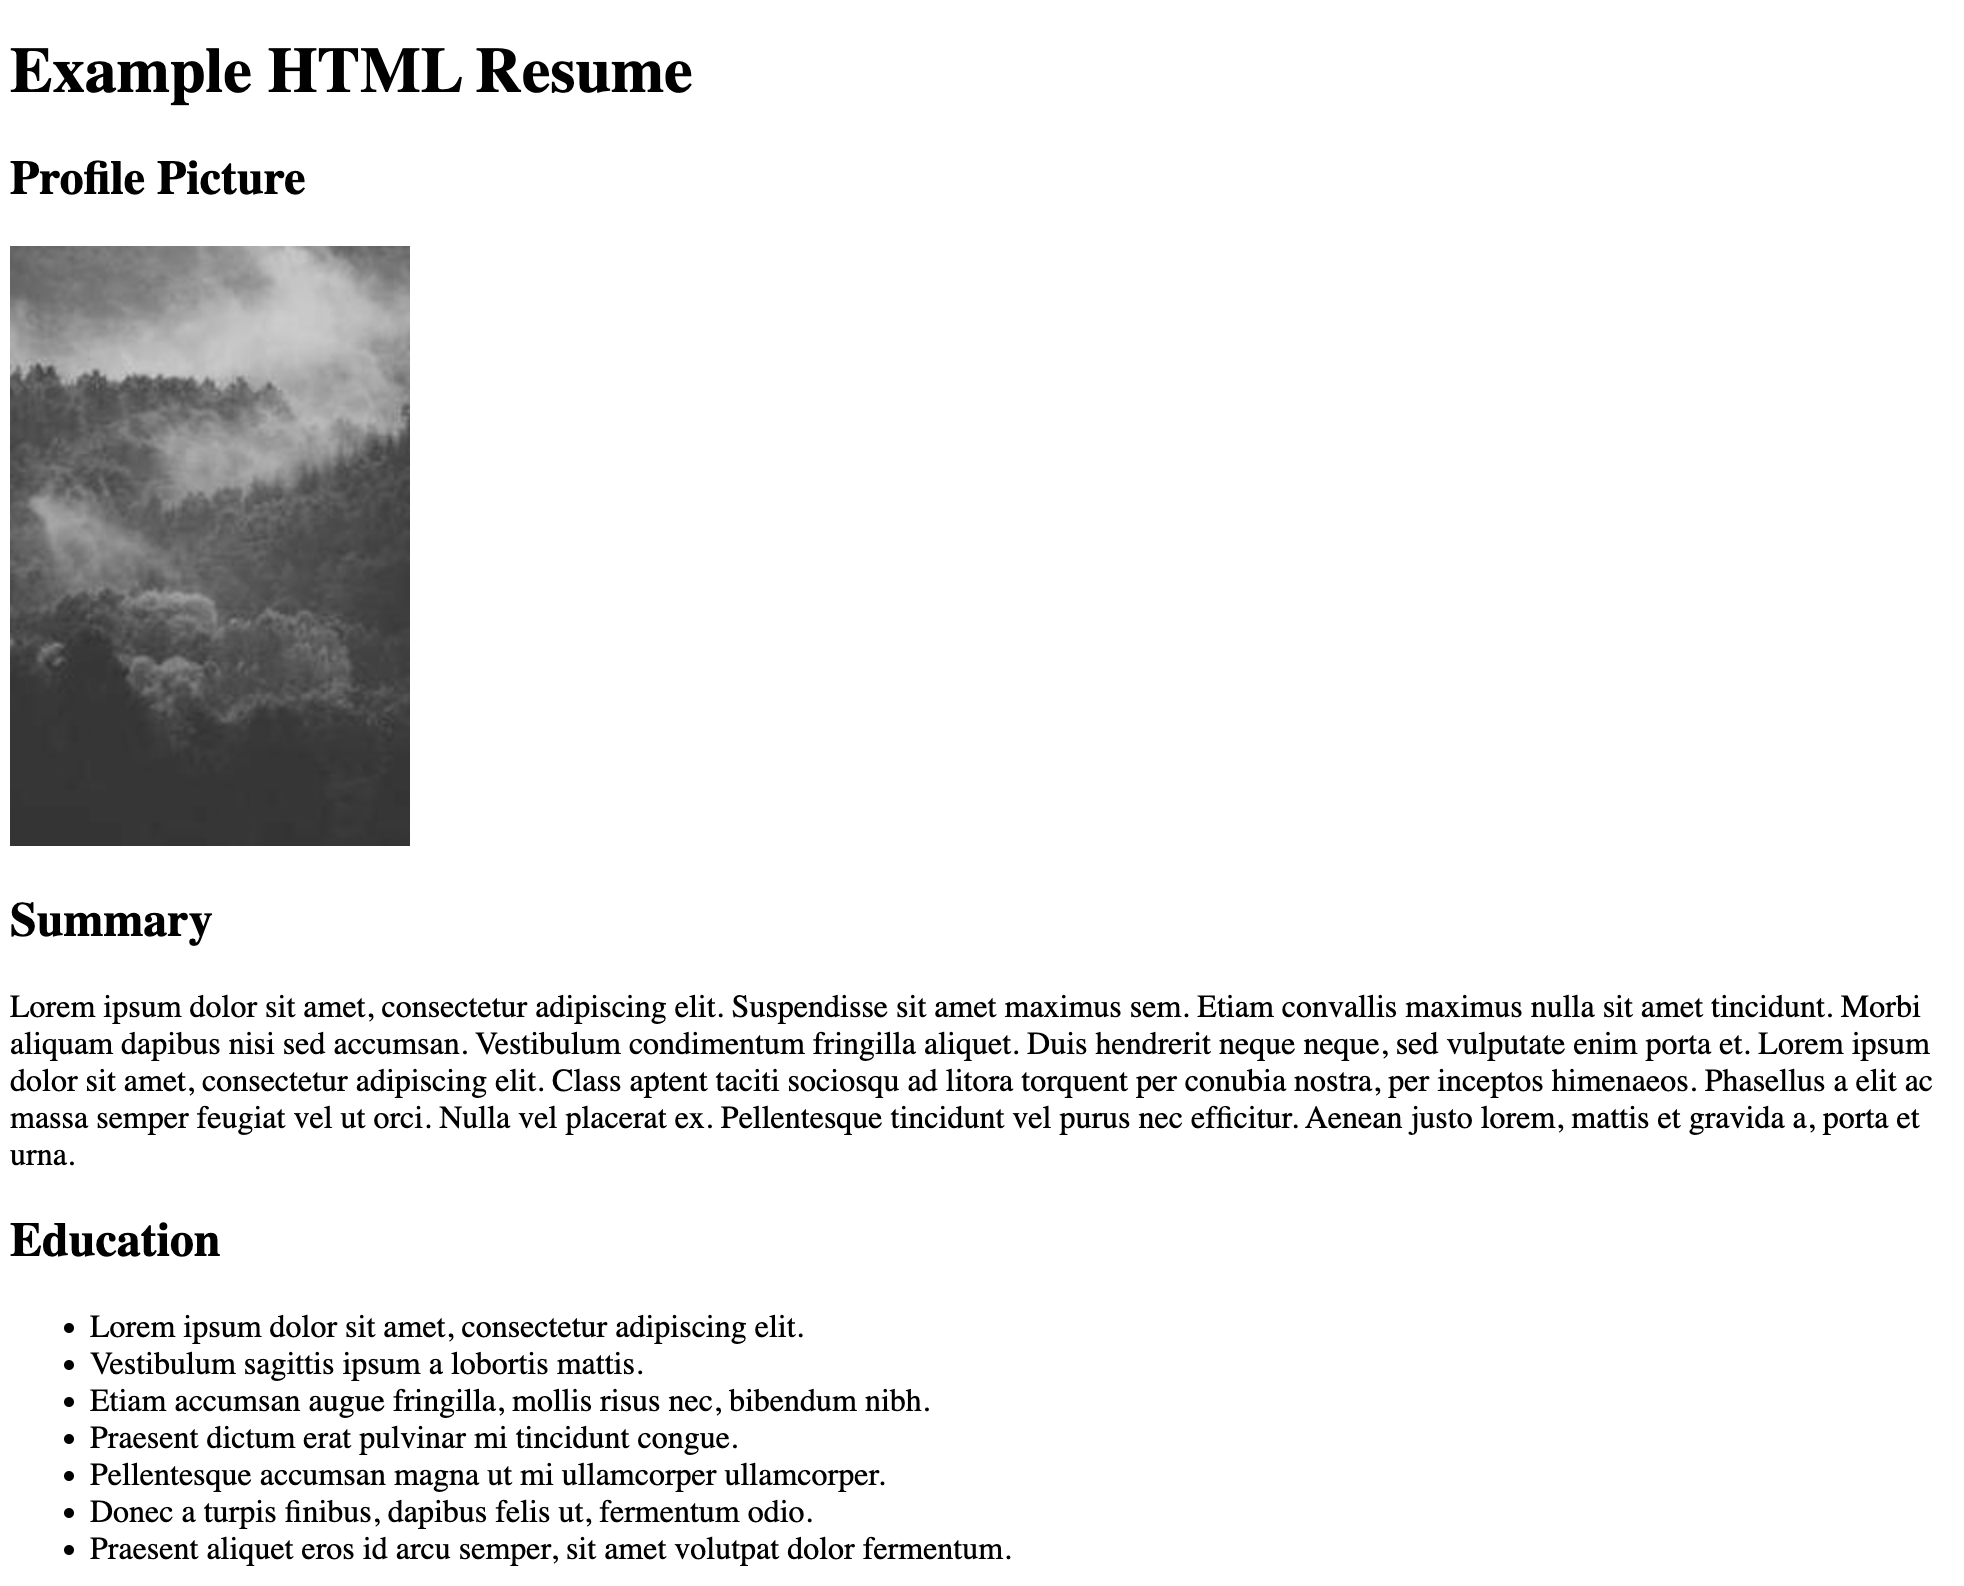 Example HTML Resume
Profile Picture
Summary
Lorem ipsum dolor sit amet, consectetur adipiscing elit. Suspendisse sit amet maximus sem. Etiam convallis maximus nulla sit amet tincidunt. Morbi
aliquam dapibus nisi sed accumsan. Vestibulum condimentum fringilla aliquet. Duis hendrerit neque neque, sed vulputate enim porta et. Lorem ipsum
dolor sit amet, consectetur adipiscing elit. Class aptent taciti sociosqu ad litora torquent per conubia nostra, per inceptos himenaeos. Phasellus a elit ac
massa semper feugiat vel ut orci. Nulla vel placerat ex. Pellentesque tincidunt vel purus nec efficitur. Aenean justo lorem, mattis et gravida a, porta et
urna.
Education
• Lorem ipsum dolor sit amet, consectetur adipiscing elit.
• Vestibulum sagittis ipsum a lobortis mattis.
• Etiam accumsan augue fringilla, mollis risus nec, bibendum nibh.
• Praesent dictum erat pulvinar mi tincidunt congue.
• Pellentesque accumsan magna ut mi ullamcorper ullamcorper.
• Donec a turpis finibus, dapibus felis ut, fermentum odio.
• Praesent aliquet eros id arcu semper, sit amet volutpat dolor fermentum.